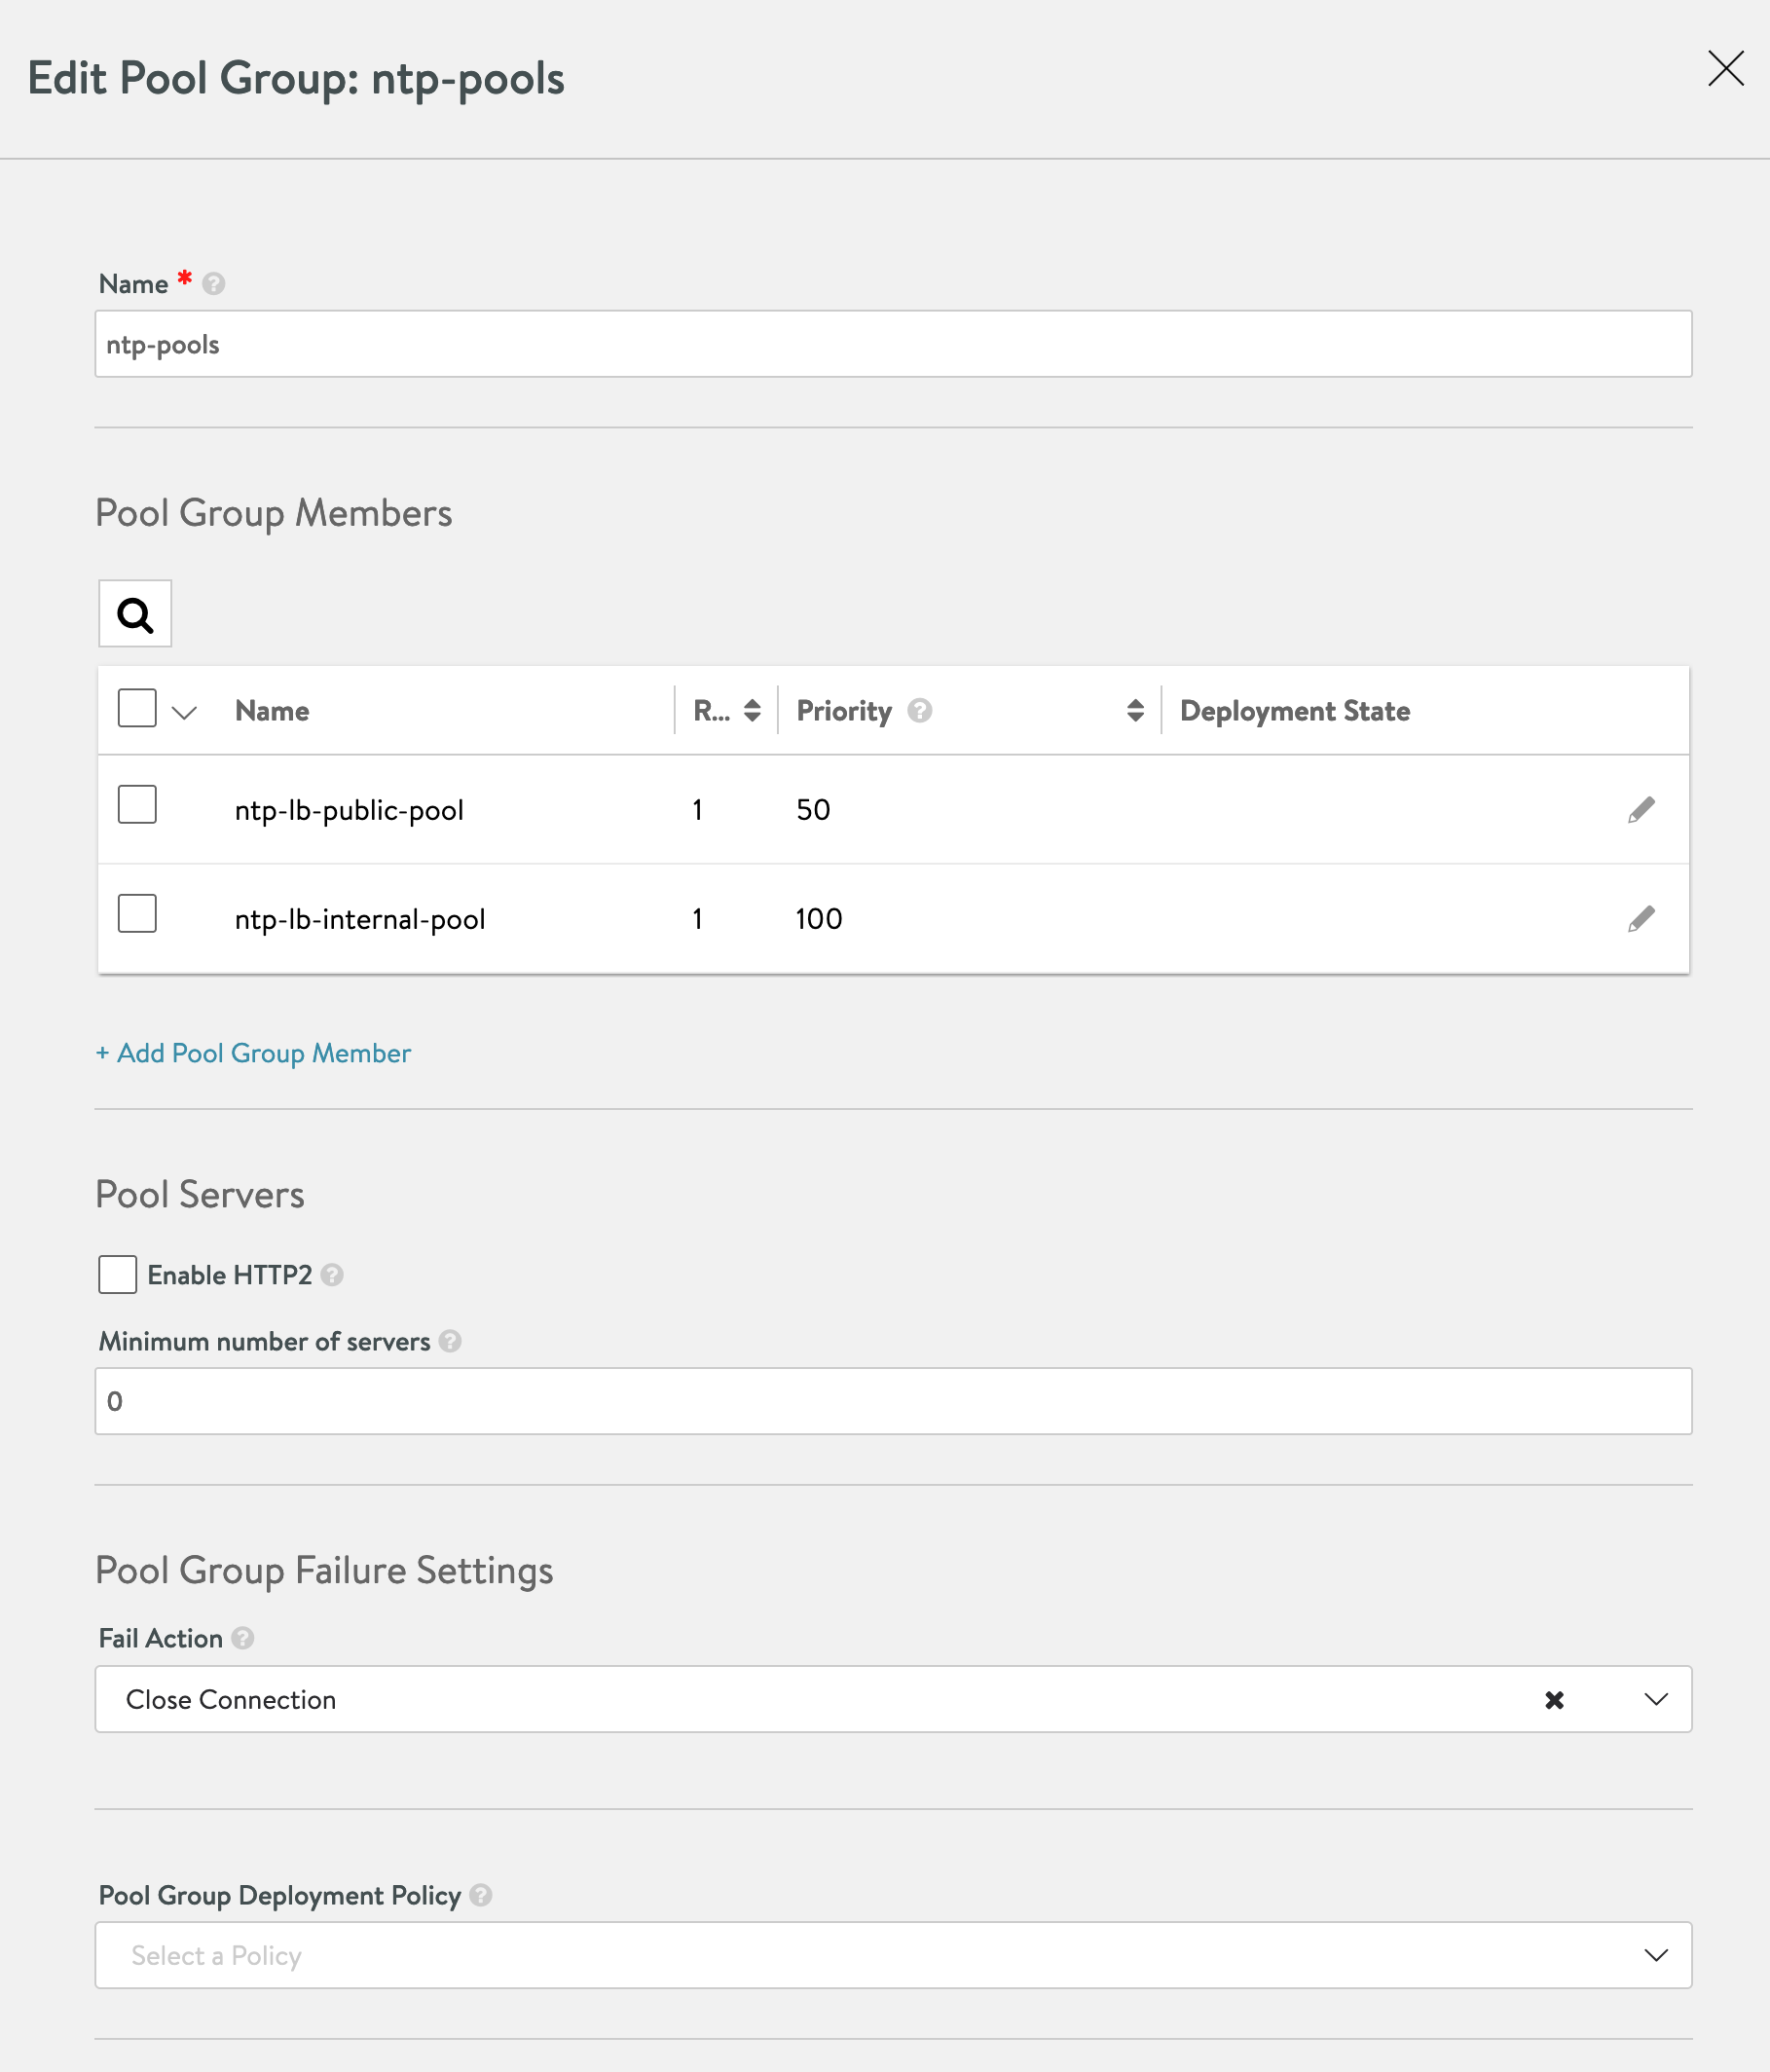 Edit Pool Group: ntp-pools
Name *
ntp-pools
Pool Group Members
Name R... Priority Deployment State
ntp-lb-public-pool 1 50
ntp-lb-internal-pool 1 100
+ Add Pool Group Member
Pool Servers
Enable HTTP2
Minimum number of servers
0
Pool Group Failure Settings
Fail Action
Close Connection
Pool Group Deployment Policy
Select a Policy